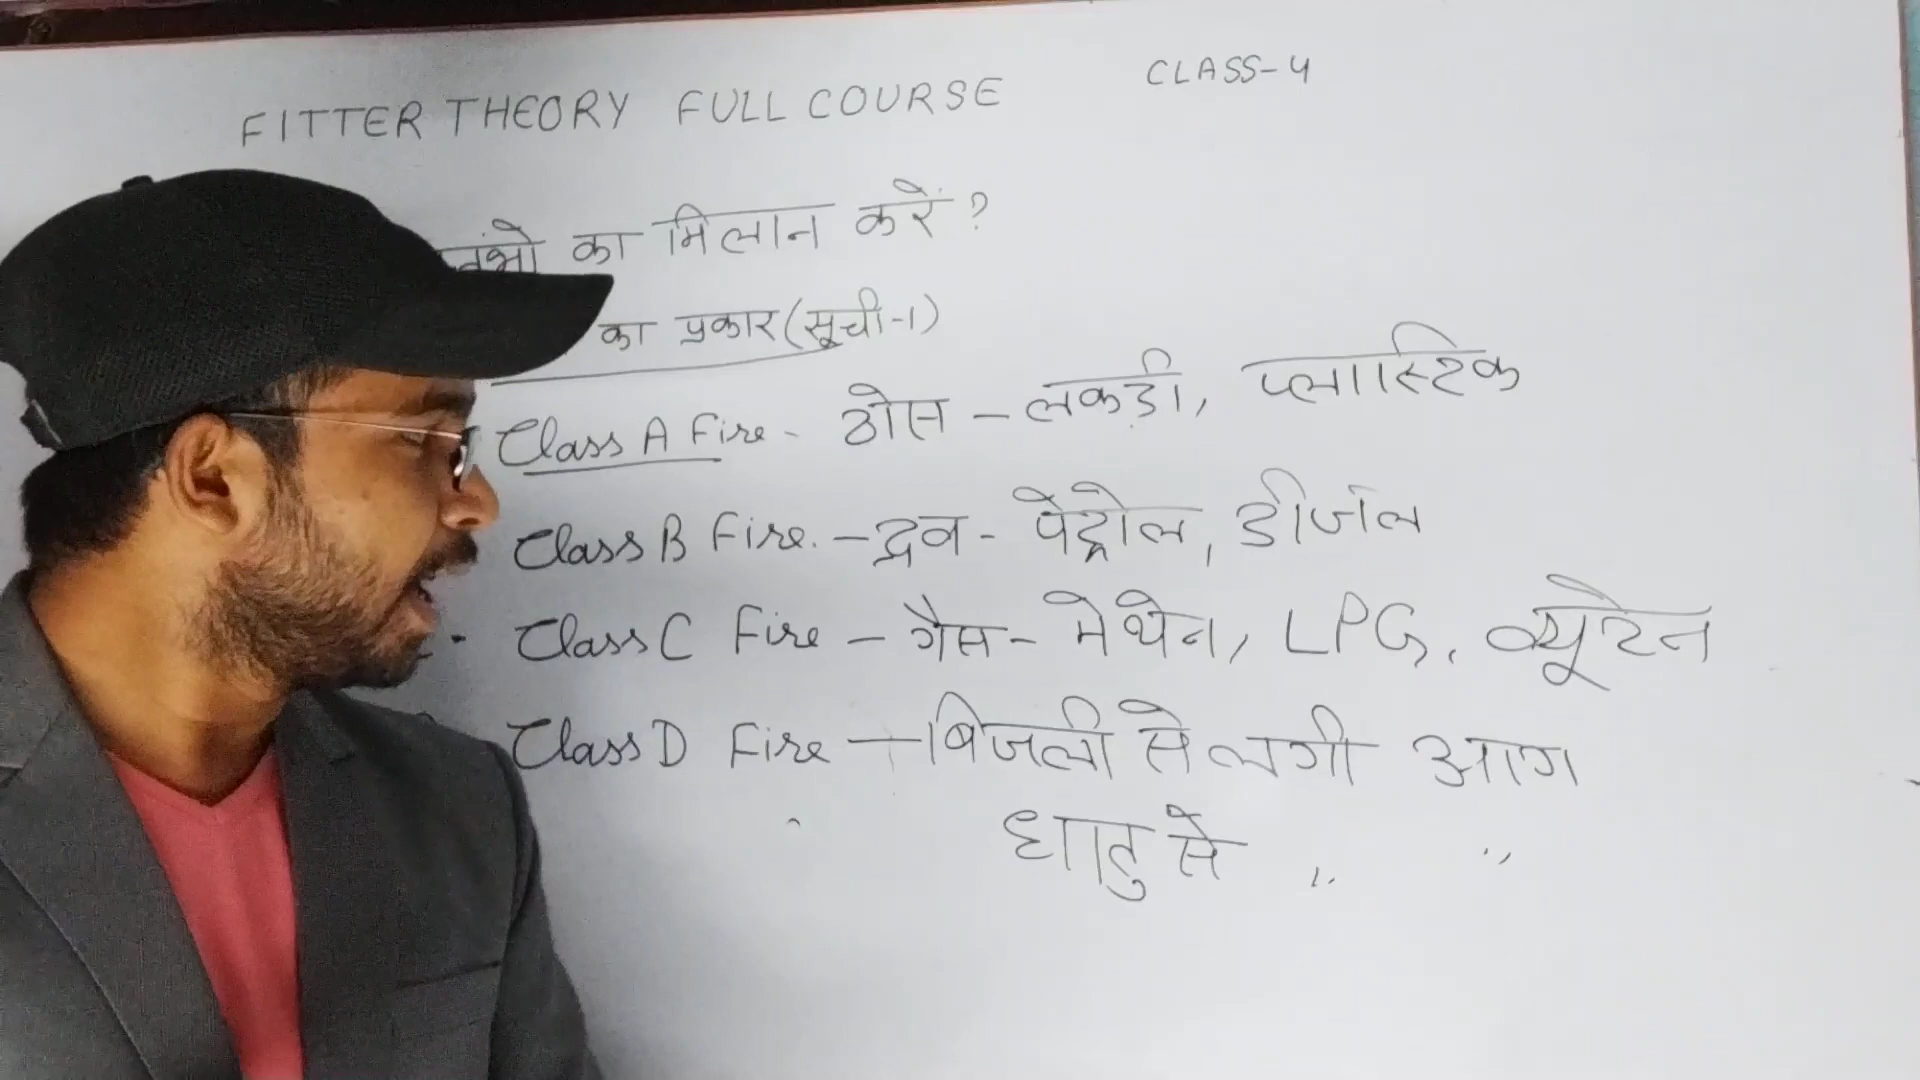 FITTER THEORY FULL COURSE CLASS-4
का मिलान करें ?
का प्रकार (सूची-1)
Class A Fire - ठोस - लकड़ी, प्लास्टिक
Class B Fire. - द्रव - पेट्रोल, डीजल
Class C Fire - गैस - मेथेन, LPG, ब्यूटेन
Class D Fire - बिजली से लगी आग
धातु से ,, ,,